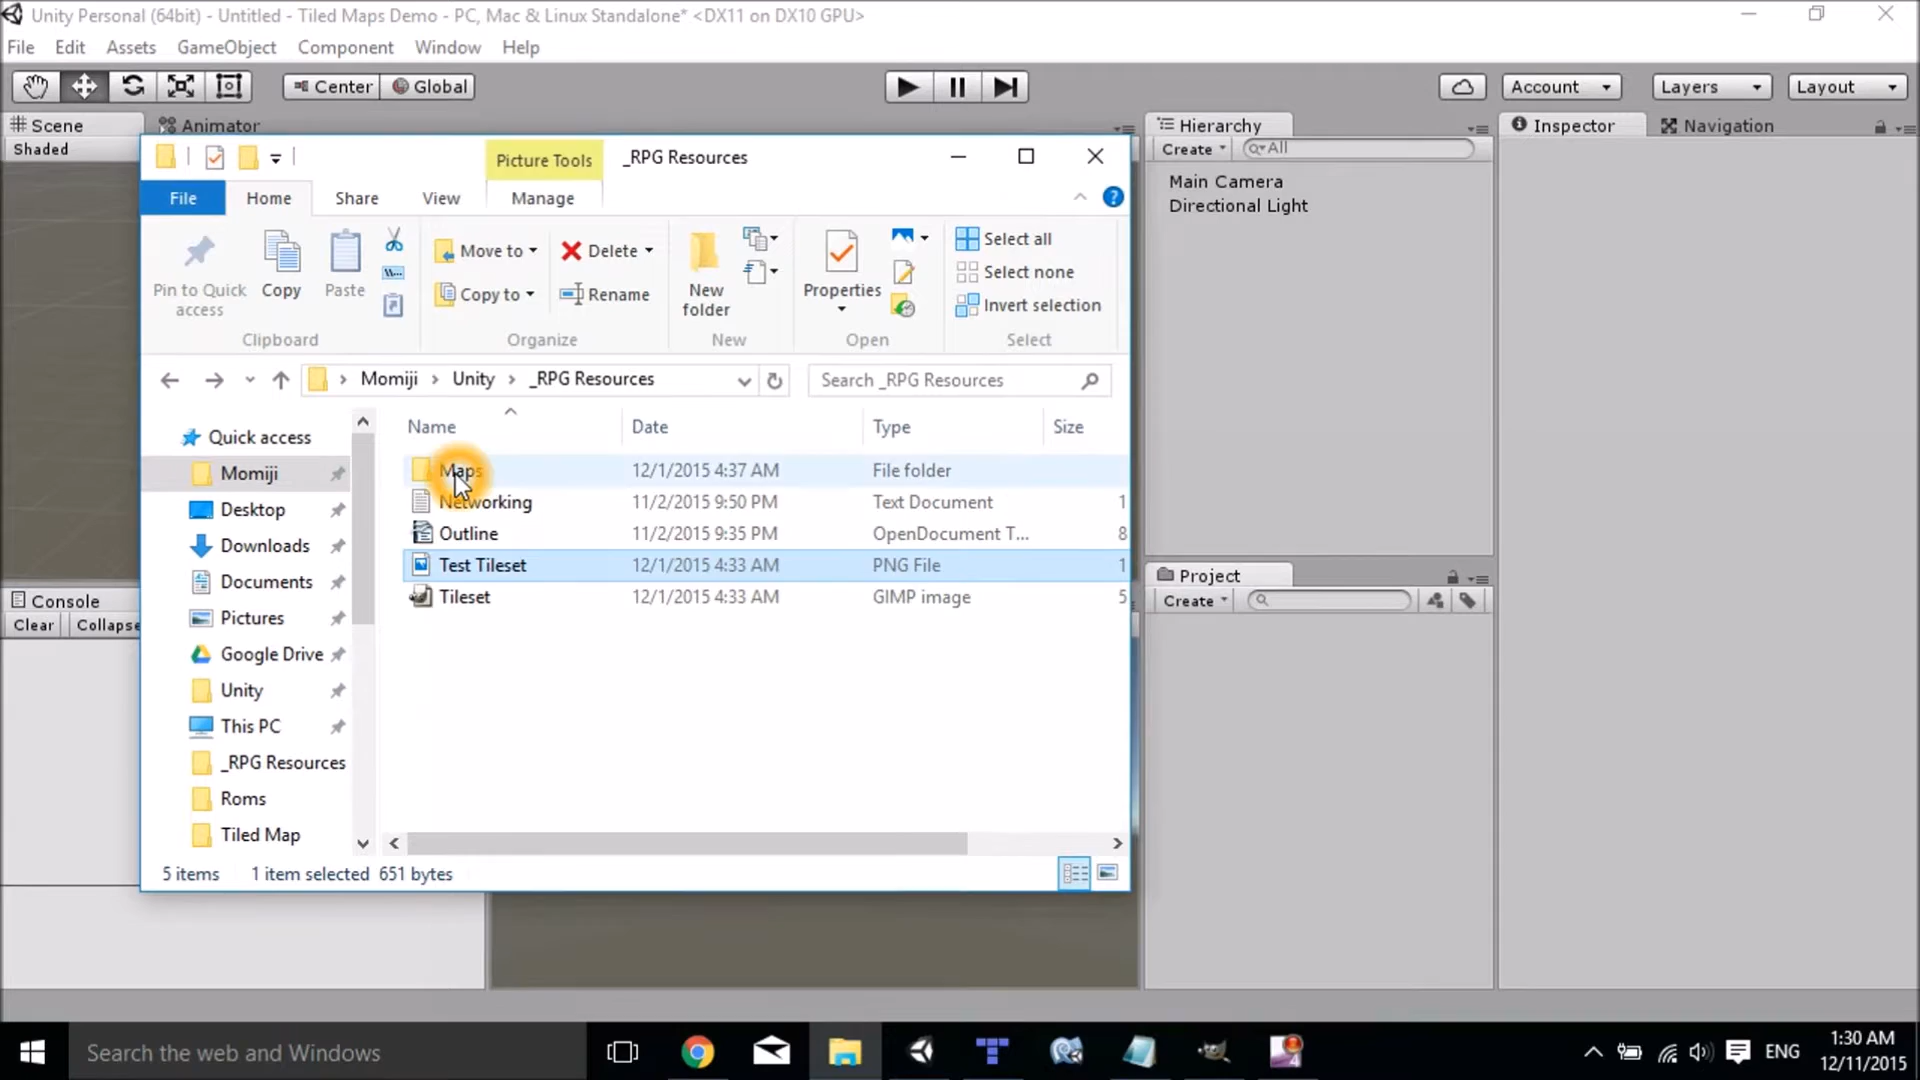 Unity Personal (64bit) - Untitled - Tiled Maps Demo - PC, Mac & Linux Standalone* <DX11 on DX10 GPU>
File Edit Assets GameObject Component Window Help
Center Global Account Layers Layout
Scene Animator Hierarchy Inspector Navigation
Shaded Create All
Main Camera
Directional Light
Picture Tools _RPG Resources
File Home Share View Manage
Pin to Quick access
Copy
Paste
Clipboard
Move to
Copy to
Delete
Rename
Organize
New folder
New
Properties
Open
Select all
Select none
Invert selection
Select
Momiji Unity _RPG Resources Search _RPG Resources
Quick access
Momiji
Desktop
Downloads
Documents
Pictures
Google Drive
Unity
This PC
_RPG Resources
Roms
Tiled Map
Name Date Type Size
Maps 12/1/2015 4:37 AM File folder
Networking 11/2/2015 9:50 PM Text Document 1
Outline 11/2/2015 9:35 PM OpenDocument T... 8
Test Tileset 12/1/2015 4:33 AM PNG File 1
Tileset 12/1/2015 4:33 AM GIMP image 5
5 items 1 item selected 651 bytes
Console
Clear Collapse
Project
Create
Search the web and Windows
4
ENG
1:30 AM
12/11/2015